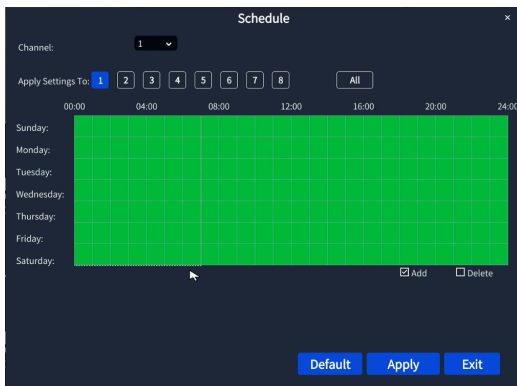 Schedule ×
Channel: 1
Apply Settings To: 1 2 3 4 5 6 7 8 All
00:00 04:00 08:00 12:00 16:00 20:00 24:00
Sunday:
Monday:
Tuesday:
Wednesday:
Thursday:
Friday:
Saturday:
Add Delete
Default Apply Exit